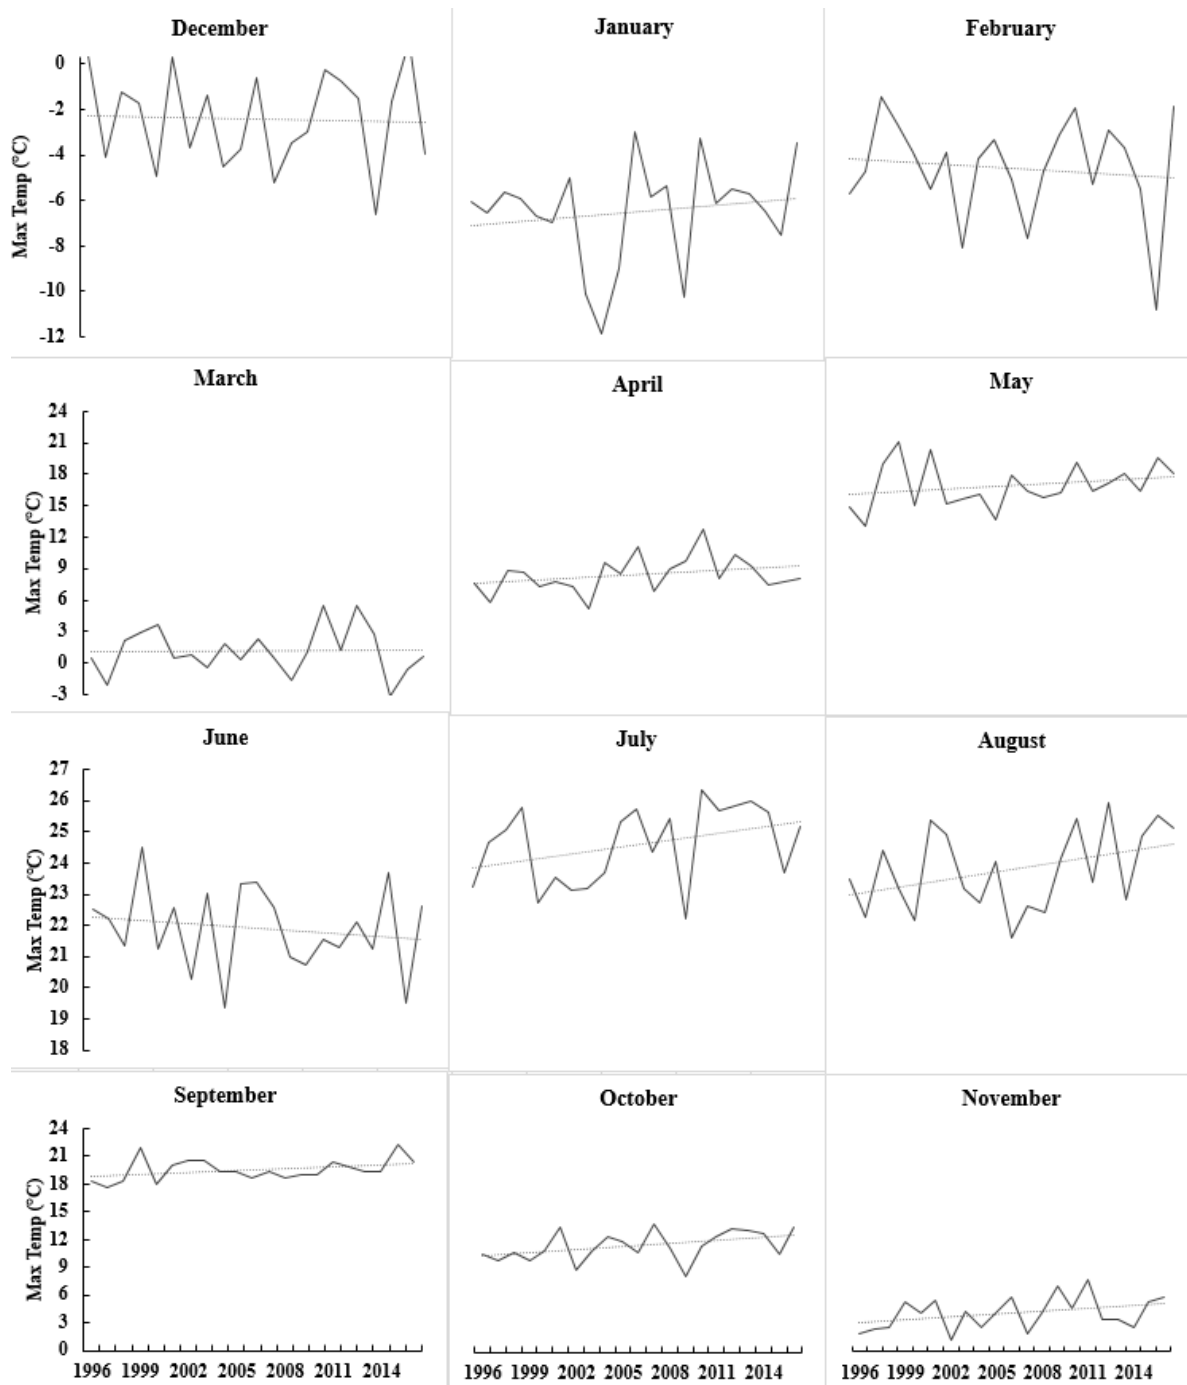 December
January
February
Max Temp (°C)
0
-2
-4
-6
-8
-10
-12
March
April
May
Max Temp (°C)
24
21
18
15
12
9
6
3
0
-3
June
July
August
Max Temp (°C)
27
26
25
24
23
22
21
20
19
18
September
October
November
Max Temp (°C)
24
21
18
15
12
9
6
3
0
1996 1999 2002 2005 2008 2011 2014
1996 1999 2002 2005 2008 2011 2014
1996 1999 2002 2005 2008 2011 2014